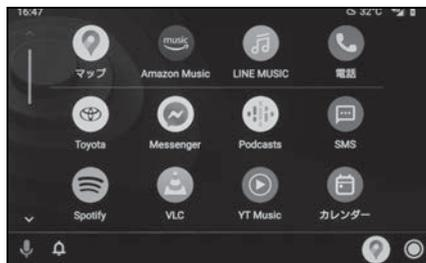 16:47 32°C
music
マップ Amazon Music LINE MUSIC 電話
Toyota Messenger Podcasts SMS
Spotify VLC YT Music カレンダー